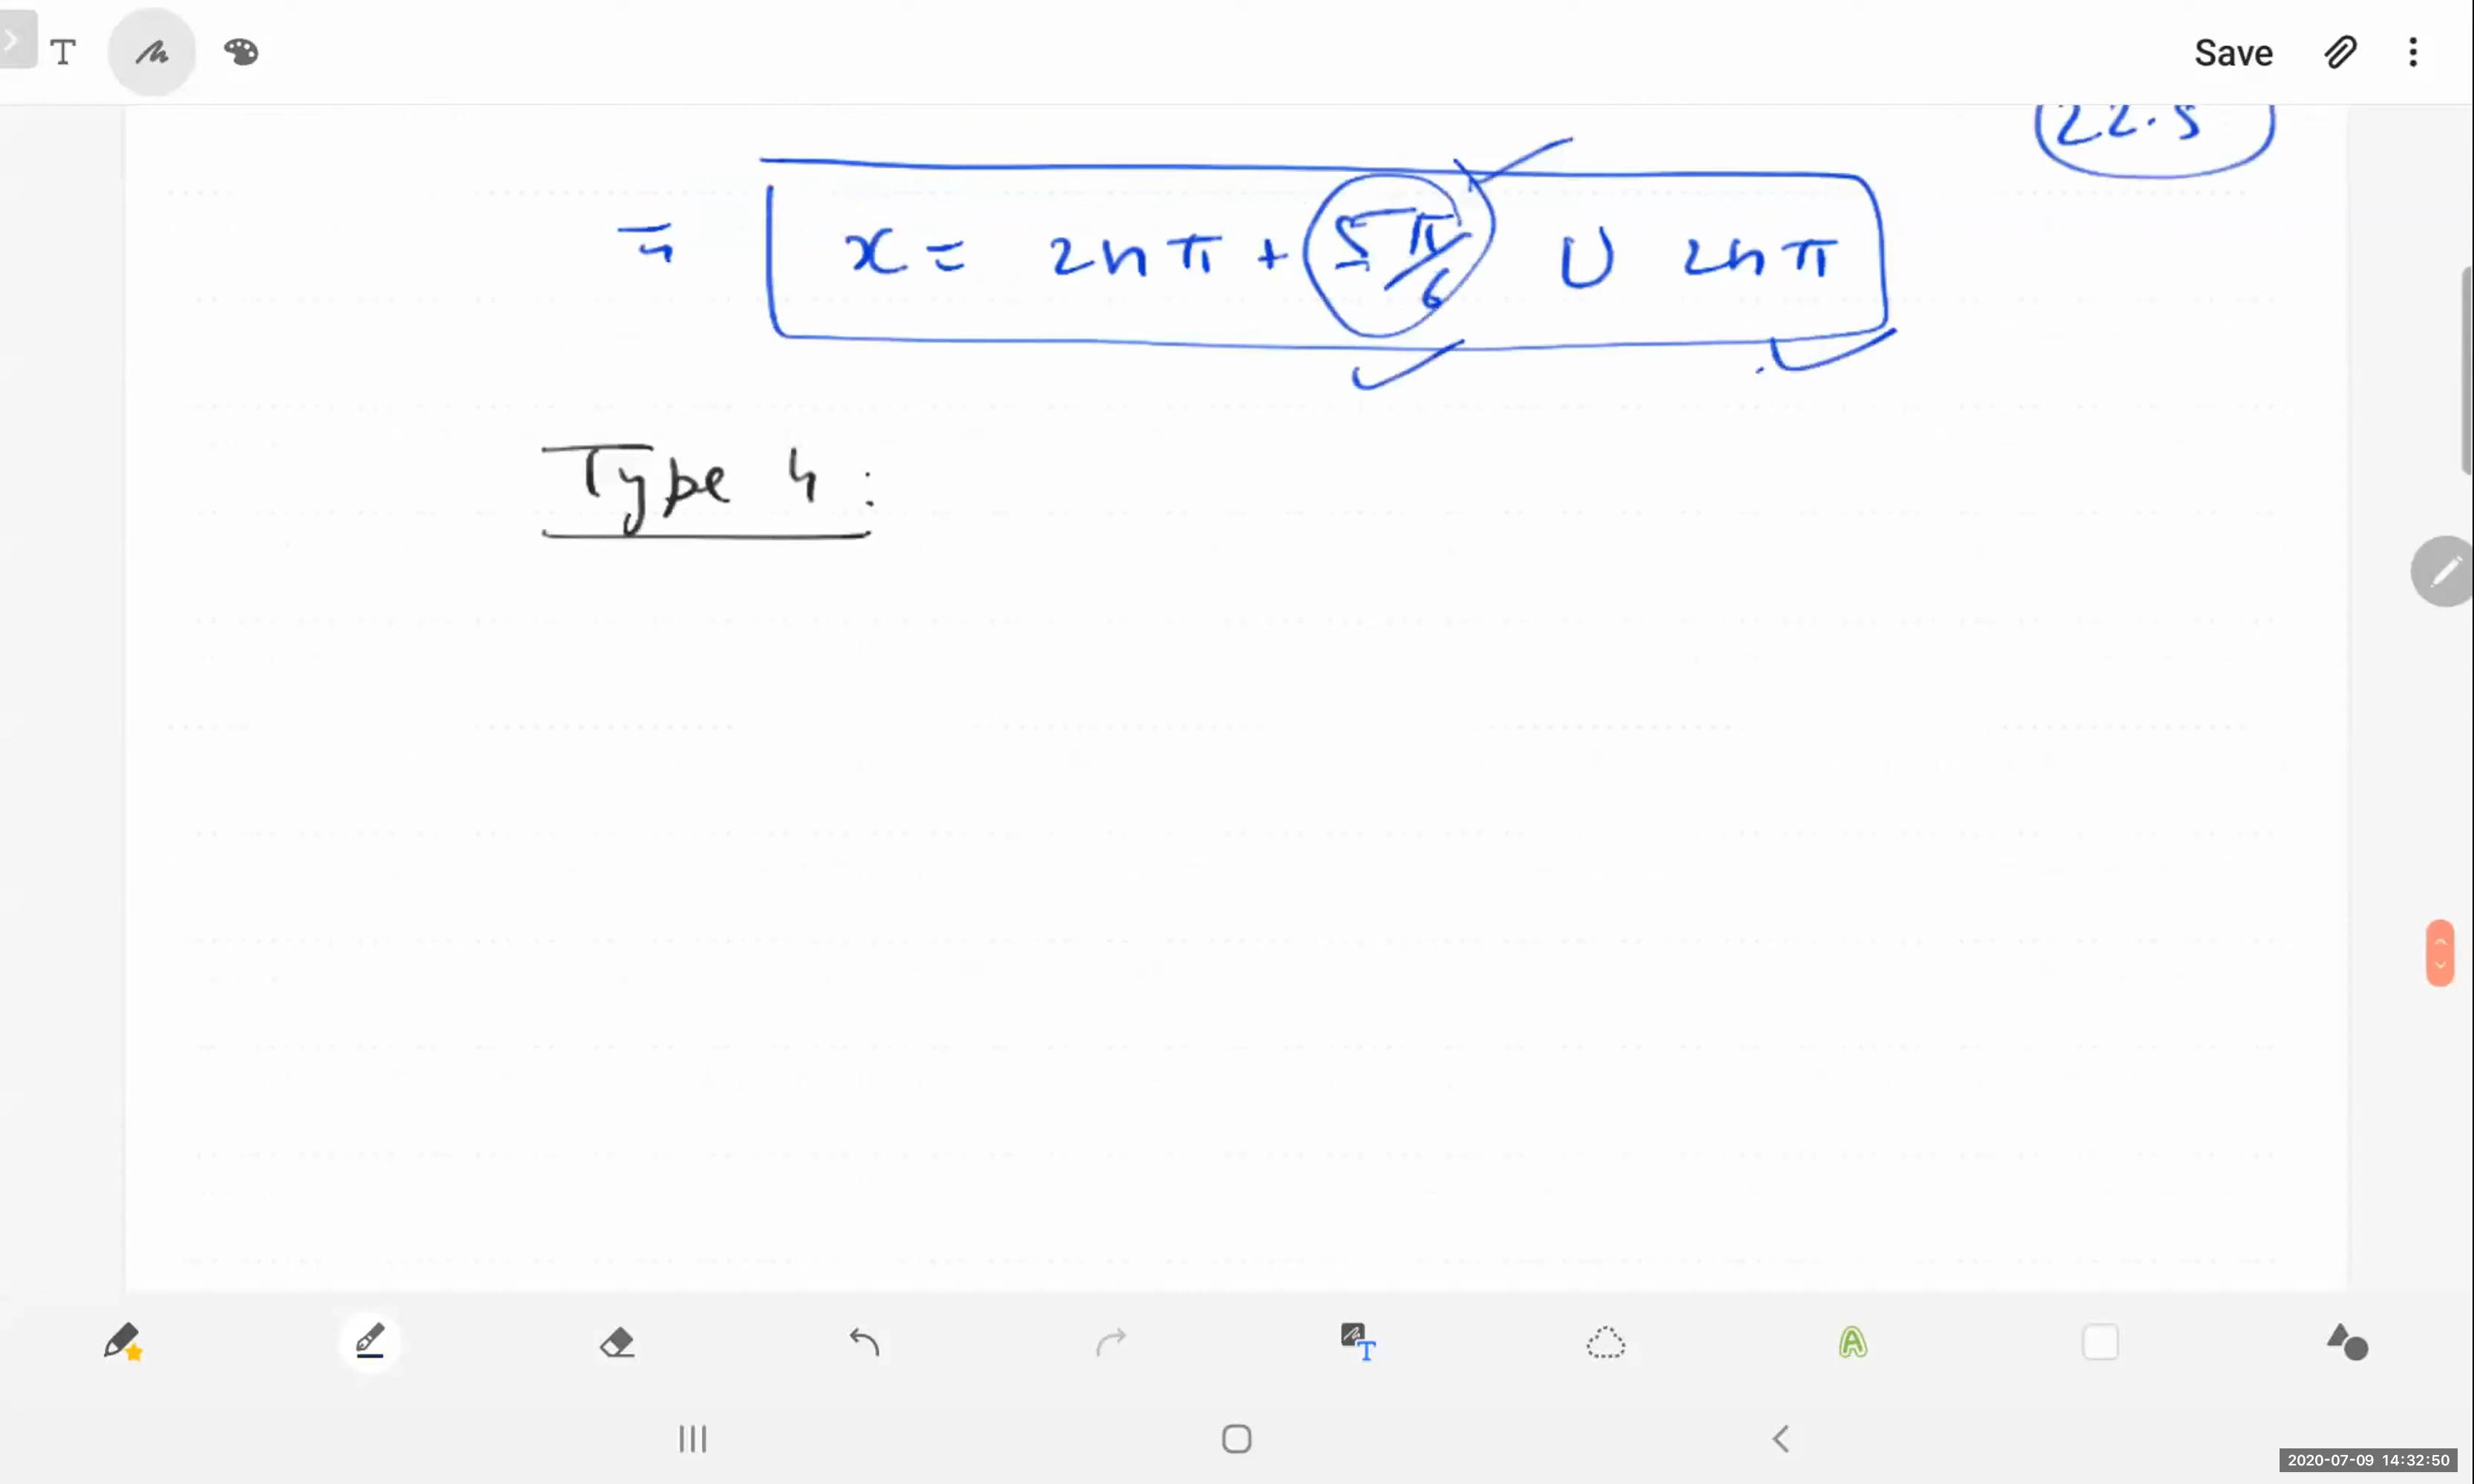 T Save
22.5
= x = 2nπ + 5π/6 U 2nπ
Type 4 :
T A
2020-07-09 14:32:50